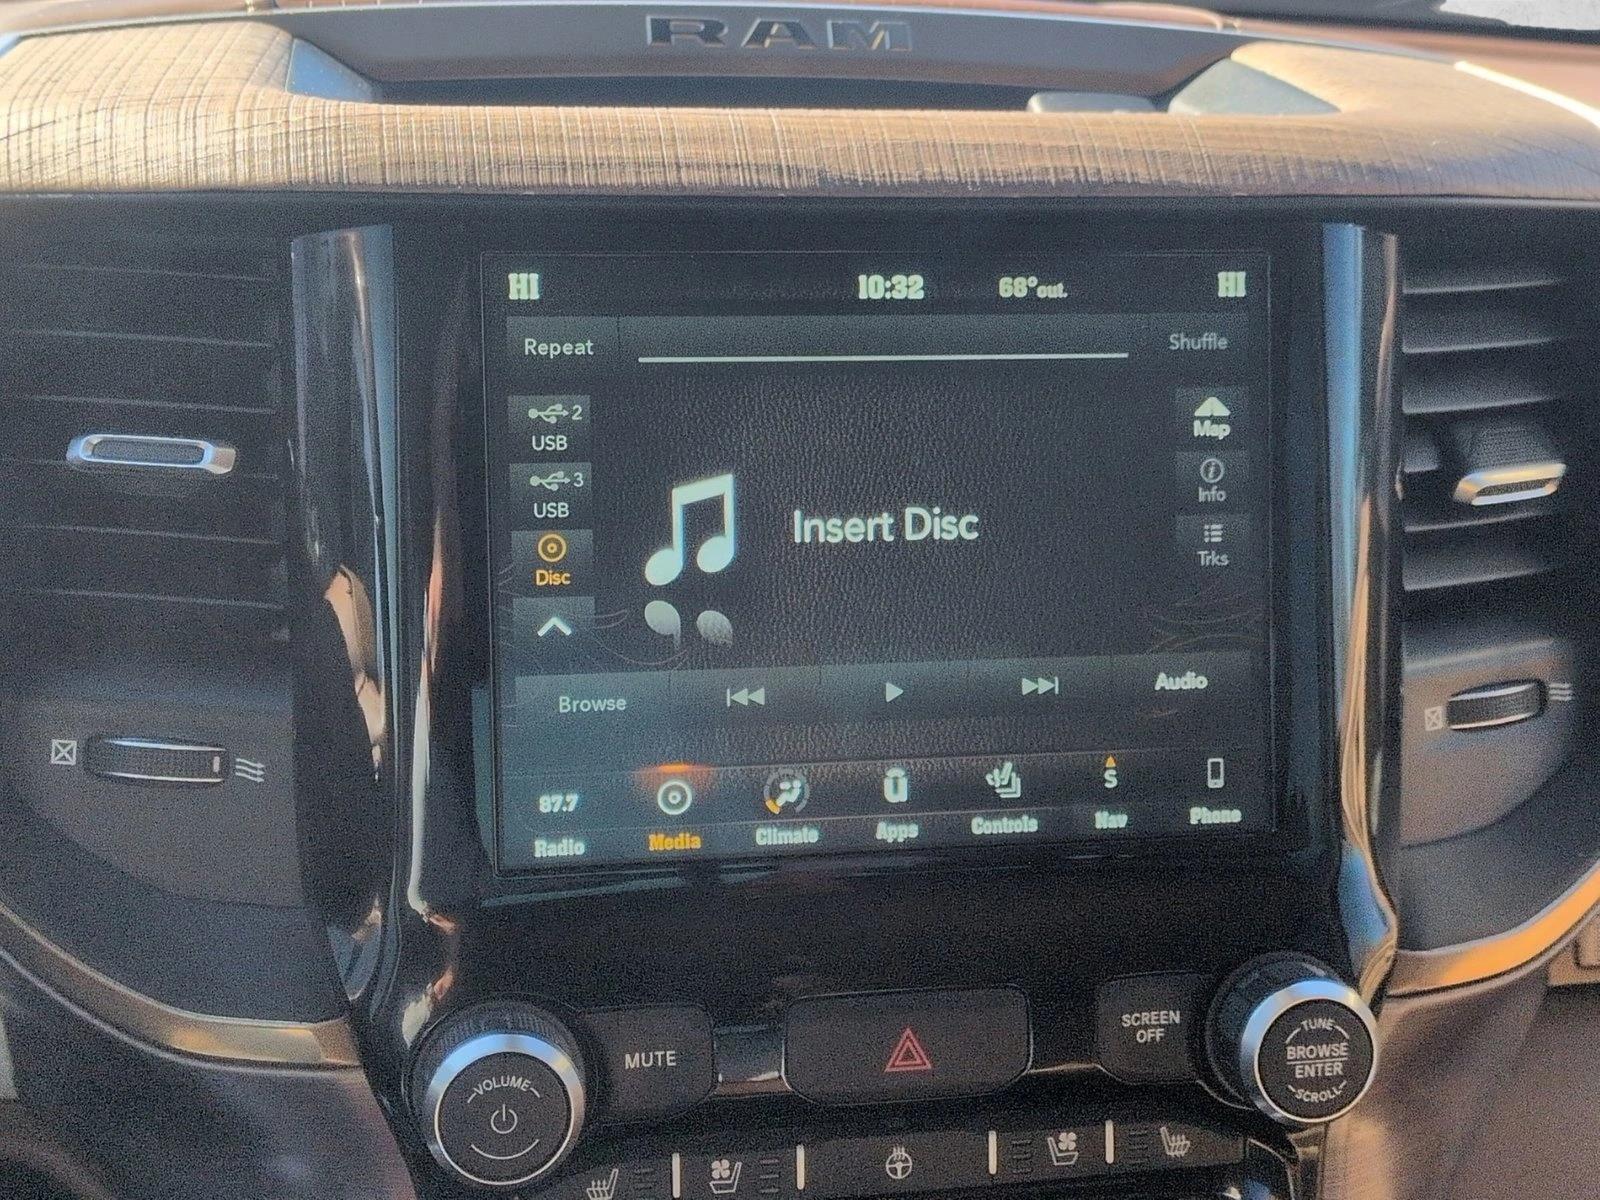 RAM
HI 10:32 68° out. HI
Repeat Shuffle
2
USB
3
USB
Disc
Map
Info
Trks
Insert Disc
Browse Audio
87.7 S
Radio Media Climate Apps Controls Nav Phone
VOLUME
MUTE
SCREEN
OFF
TUNE
BROWSE
ENTER
SCROLL